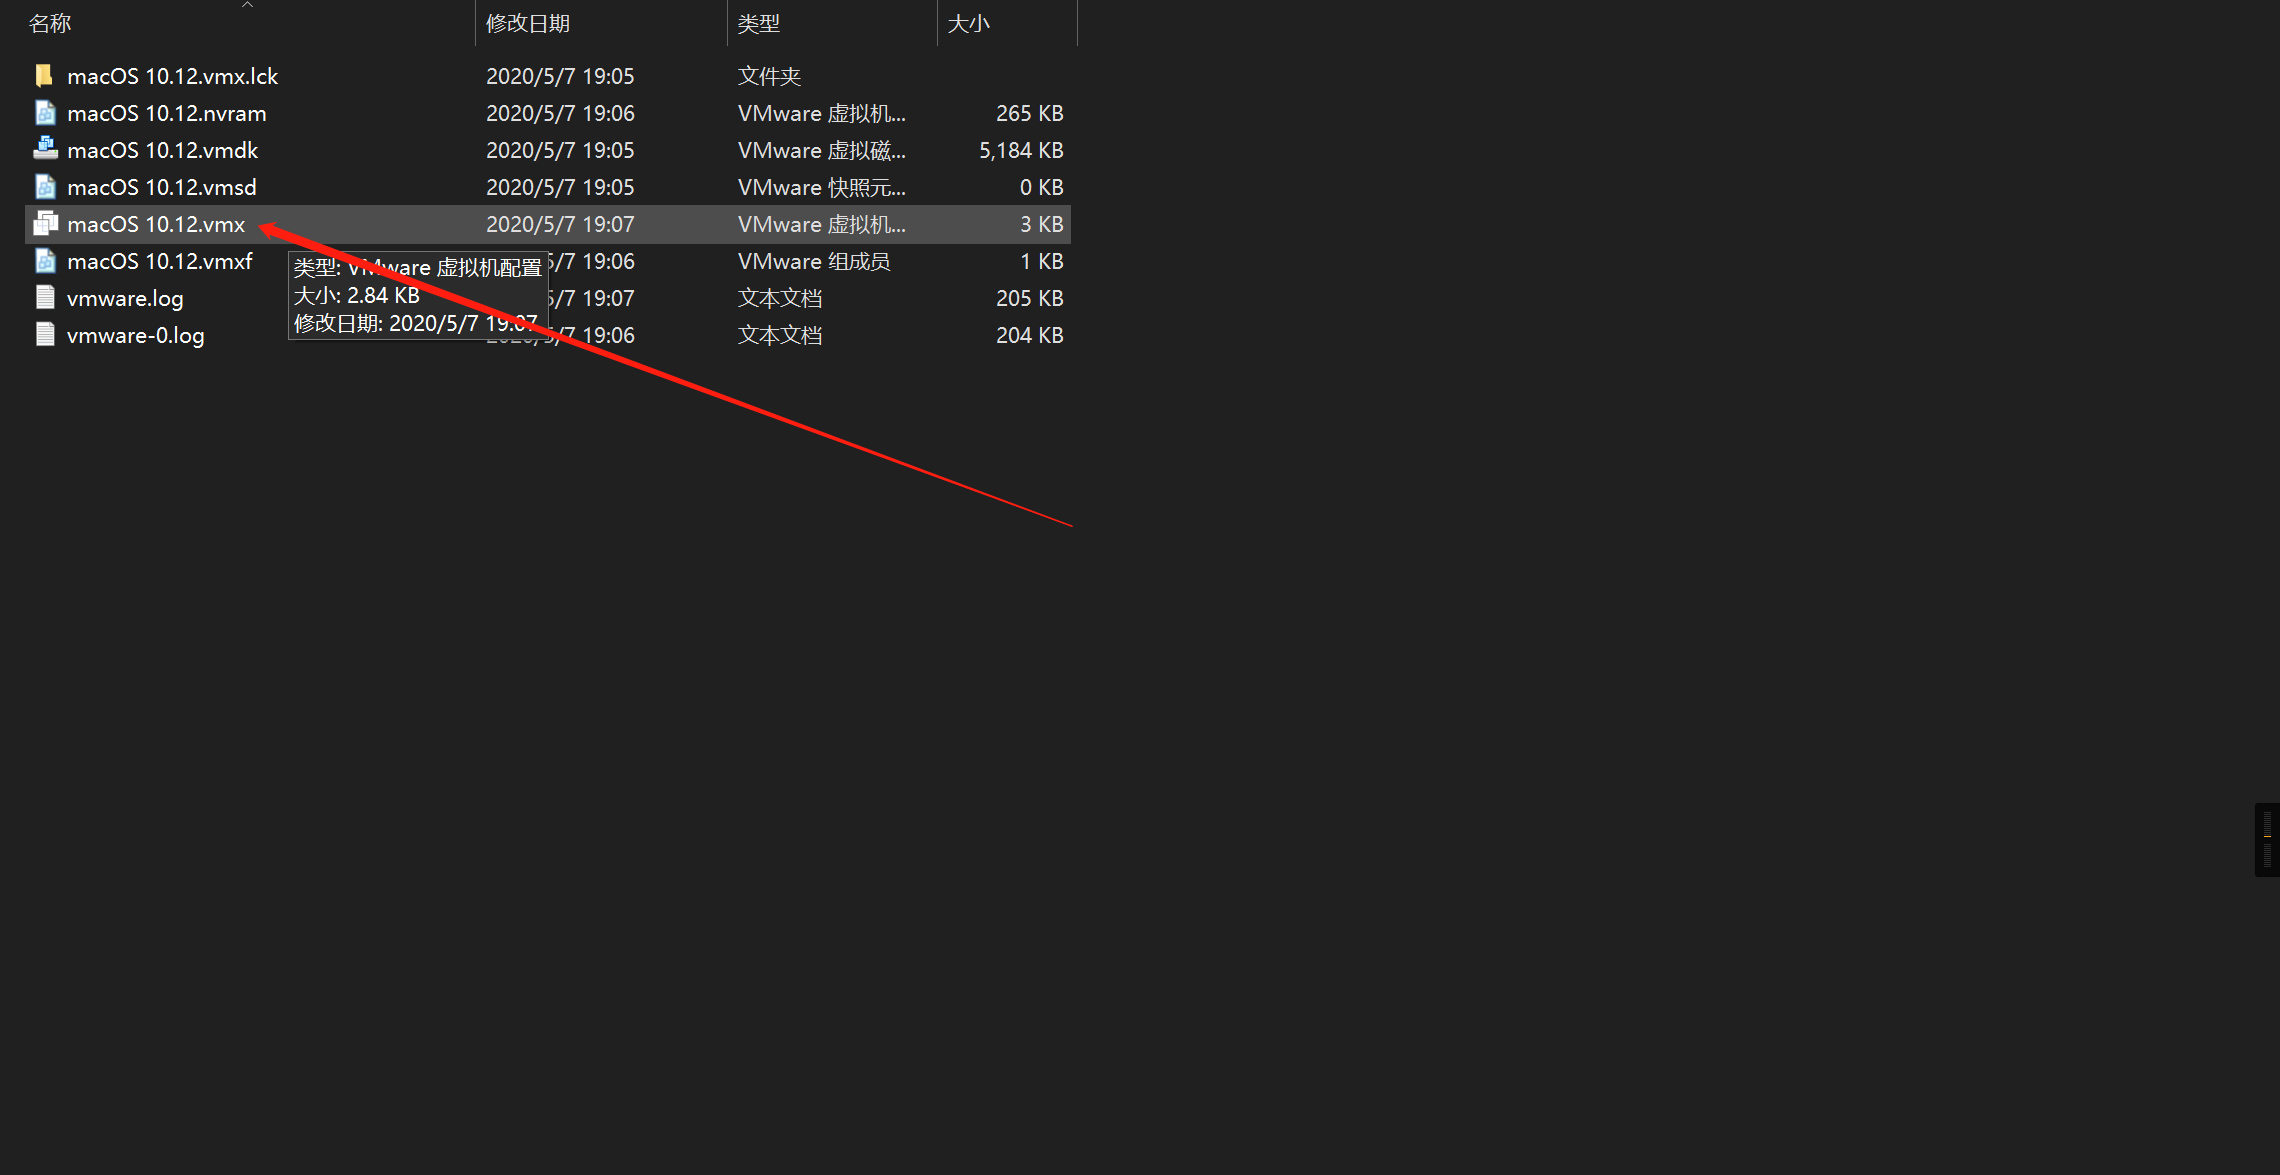 名称 修改日期 类型 大小
macOS 10.12.vmx.lck 2020/5/7 19:05 文件夹
macOS 10.12.nvram 2020/5/7 19:06 VMware 虚拟机... 265 KB
macOS 10.12.vmdk 2020/5/7 19:05 VMware 虚拟磁... 5,184 KB
macOS 10.12.vmsd 2020/5/7 19:05 VMware 快照元... 0 KB
macOS 10.12.vmx 2020/5/7 19:07 VMware 虚拟机... 3 KB
macOS 10.12.vmxf 5/7 19:06 VMware 组成员 1 KB
vmware.log 5/7 19:07 文本文档 205 KB
vmware-0.log 2020/5/7 19:06 文本文档 204 KB
类型: VMware 虚拟机配置
大小: 2.84 KB
修改日期: 2020/5/7 19:07